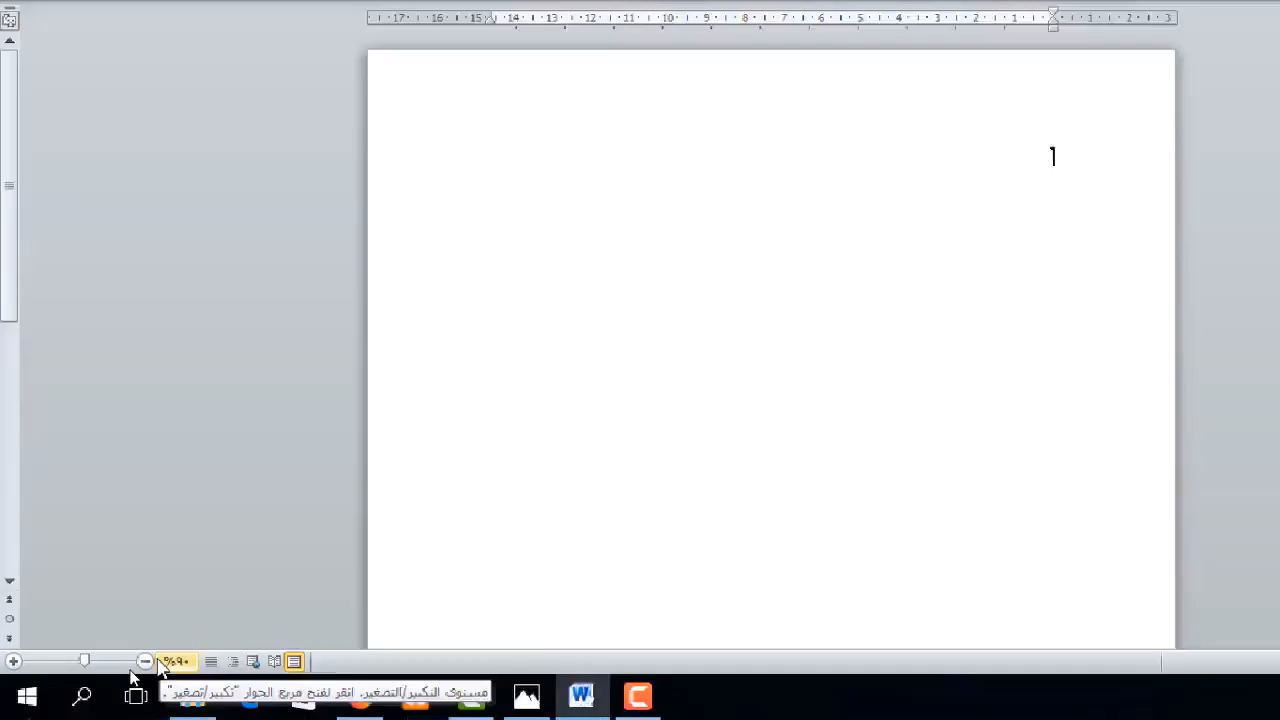 17 16 15 14 13 12 11 10 9 8 7 6 5 4 3 2 1 1 2 3
%٩٠
مستوى التكبير/التصغير. انقر لفتح مربع الحوار "تكبير/تصغير".
W